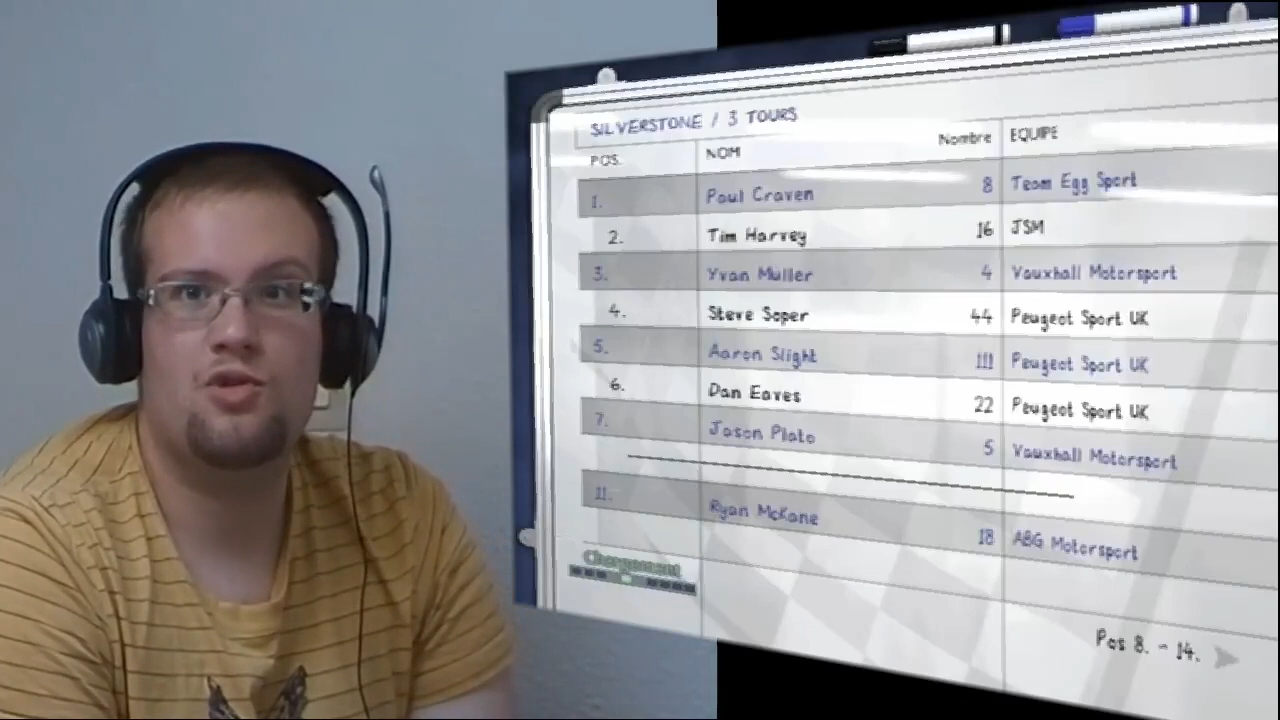 SILVERSTONE / 3 TOURS
POS. NOM Nombre EQUIPE
1. Paul Craven 8 Team Egg Sport
2. Tim Harvey 16 JSM
3. Yvan Muller 4 Vauxhall Motorsport
4. Steve Soper 44 Peugeot Sport UK
5. Aaron Slight 111 Peugeot Sport UK
6. Dan Eaves 22 Peugeot Sport UK
7. Jason Plato 5 Vauxhall Motorsport
11. Ryan McKane 18 ABG Motorsport
Chargement
Pos 8. - 14.